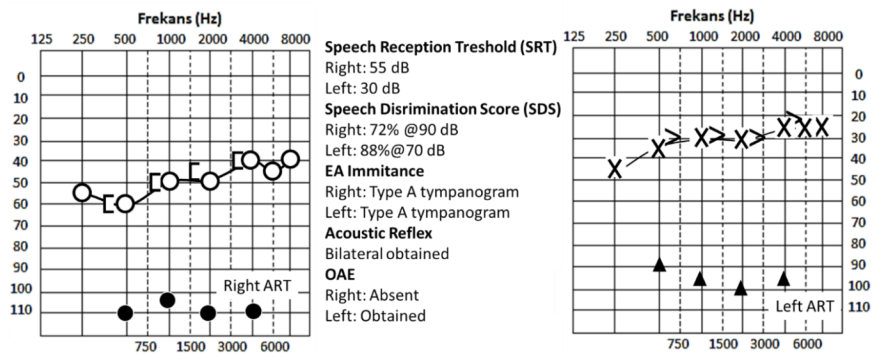 Frekans (Hz)
125 250 500 1000 2000 4000 8000
0
10
20
30
40
50
60
70
80
90
100
110
Right ART
750 1500 3000 6000
Speech Reception Treshold (SRT)
Right: 55 dB
Left: 30 dB
Speech Disrimination Score (SDS)
Right: 72% @90 dB
Left: 88%@70 dB
EA Immitance
Right: Type A tympanogram
Left: Type A tympanogram
Acoustic Reflex
Bilateral obtained
OAE
Right: Absent
Left: Obtained
Frekans (Hz)
125 250 500 1000 2000 4000 8000
0
10
20
30
40
50
60
70
80
90
100
110
Left ART
750 1500 3000 6000